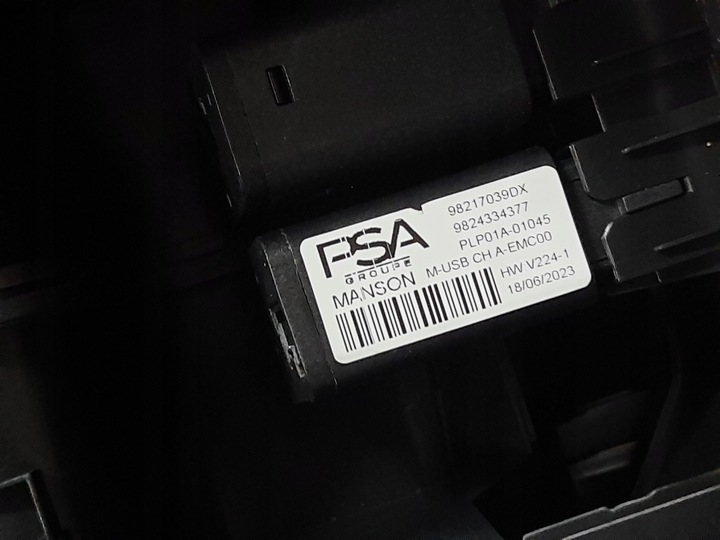 PSA
GROUPE
MANSON
98217039DX
9824334377
PLP01A-01045
M-USB CH A-EMC00
HW V224-1
18/06/2023